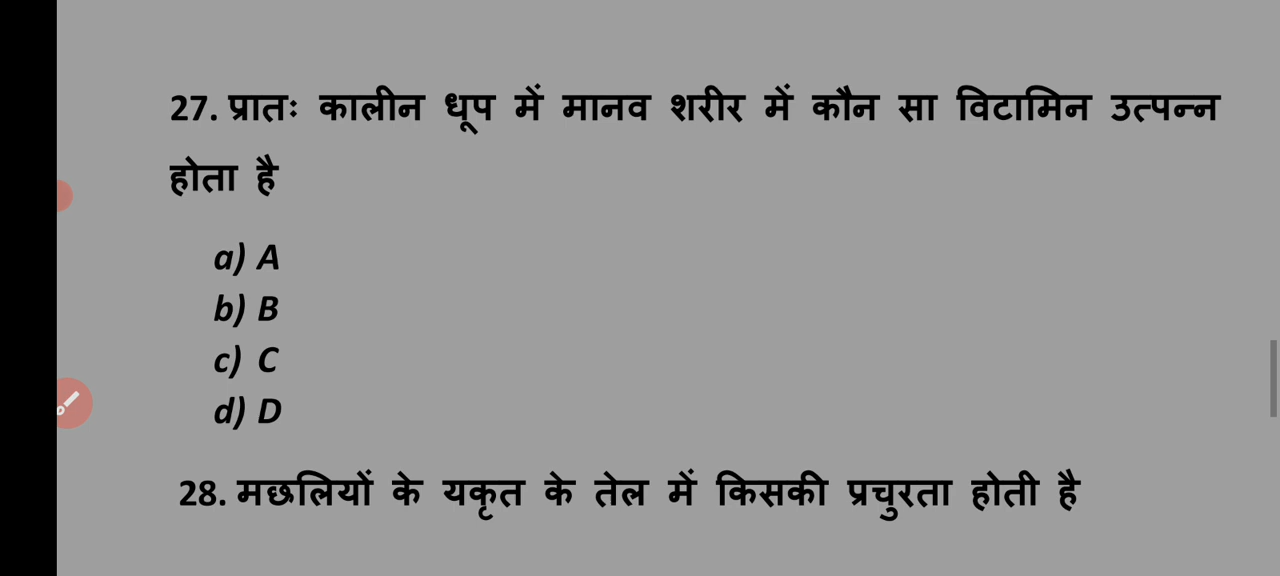 27. प्रातः कालीन धूप में मानव शरीर में कौन सा विटामिन उत्पन्न
होता है
a) A
b) B
c) C
d) D
28. मछलियों के यकृत के तेल में किसकी प्रचुरता होती है